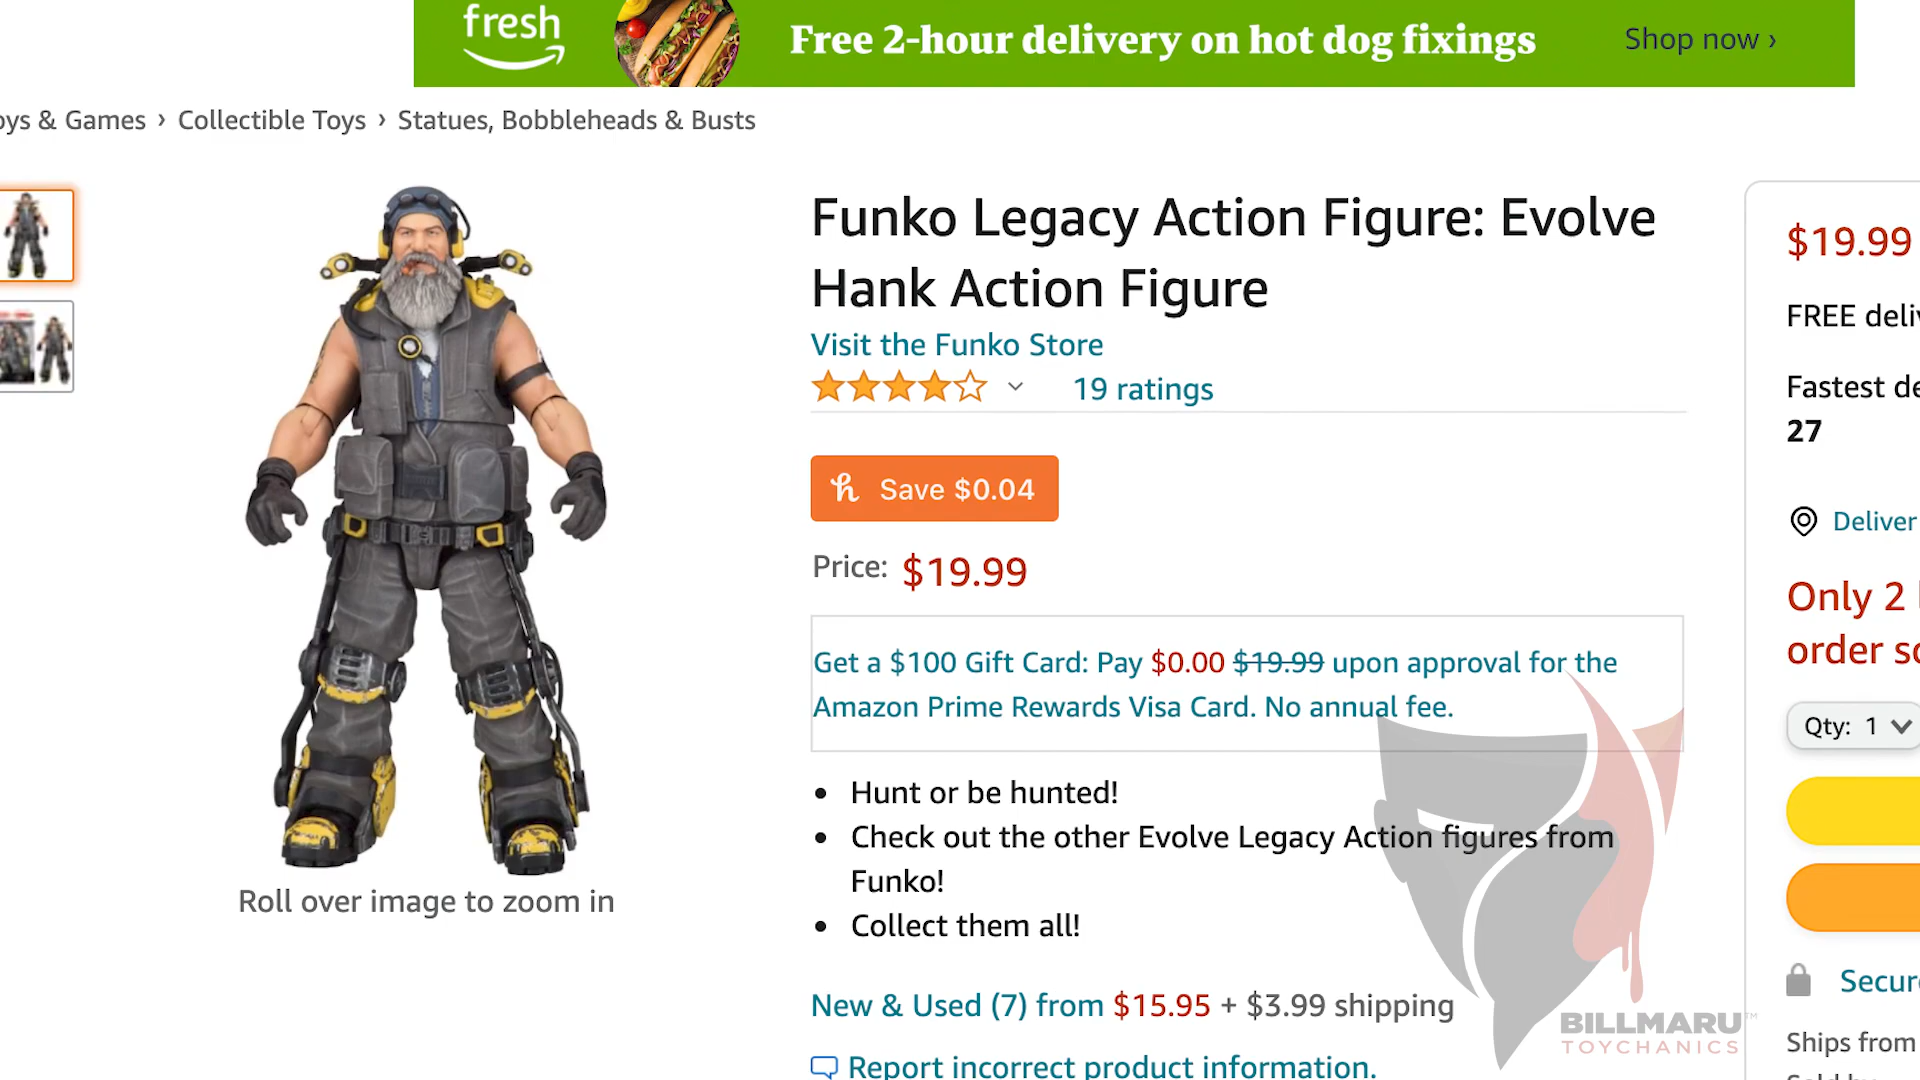 fresh
Free 2-hour delivery on hot dog fixings
Shop now ›
oys & Games › Collectible Toys › Statues, Bobbleheads & Busts
Funko Legacy Action Figure: Evolve
Hank Action Figure
Visit the Funko Store
19 ratings
Save $0.04
Price: $19.99
Get a $100 Gift Card: Pay $0.00 $19.99 upon approval for the
Amazon Prime Rewards Visa Card. No annual fee.
• Hunt or be hunted!
• Check out the other Evolve Legacy Action figures from
Funko!
• Collect them all!
New & Used (7) from $15.95 + $3.99 shipping
Report incorrect product information.
Roll over image to zoom in
$19.99
FREE deliv
Fastest de
27
Deliver
Only 2
order so
Qty: 1
Secure
Ships from
BILLMARU™
TOYCHANICS